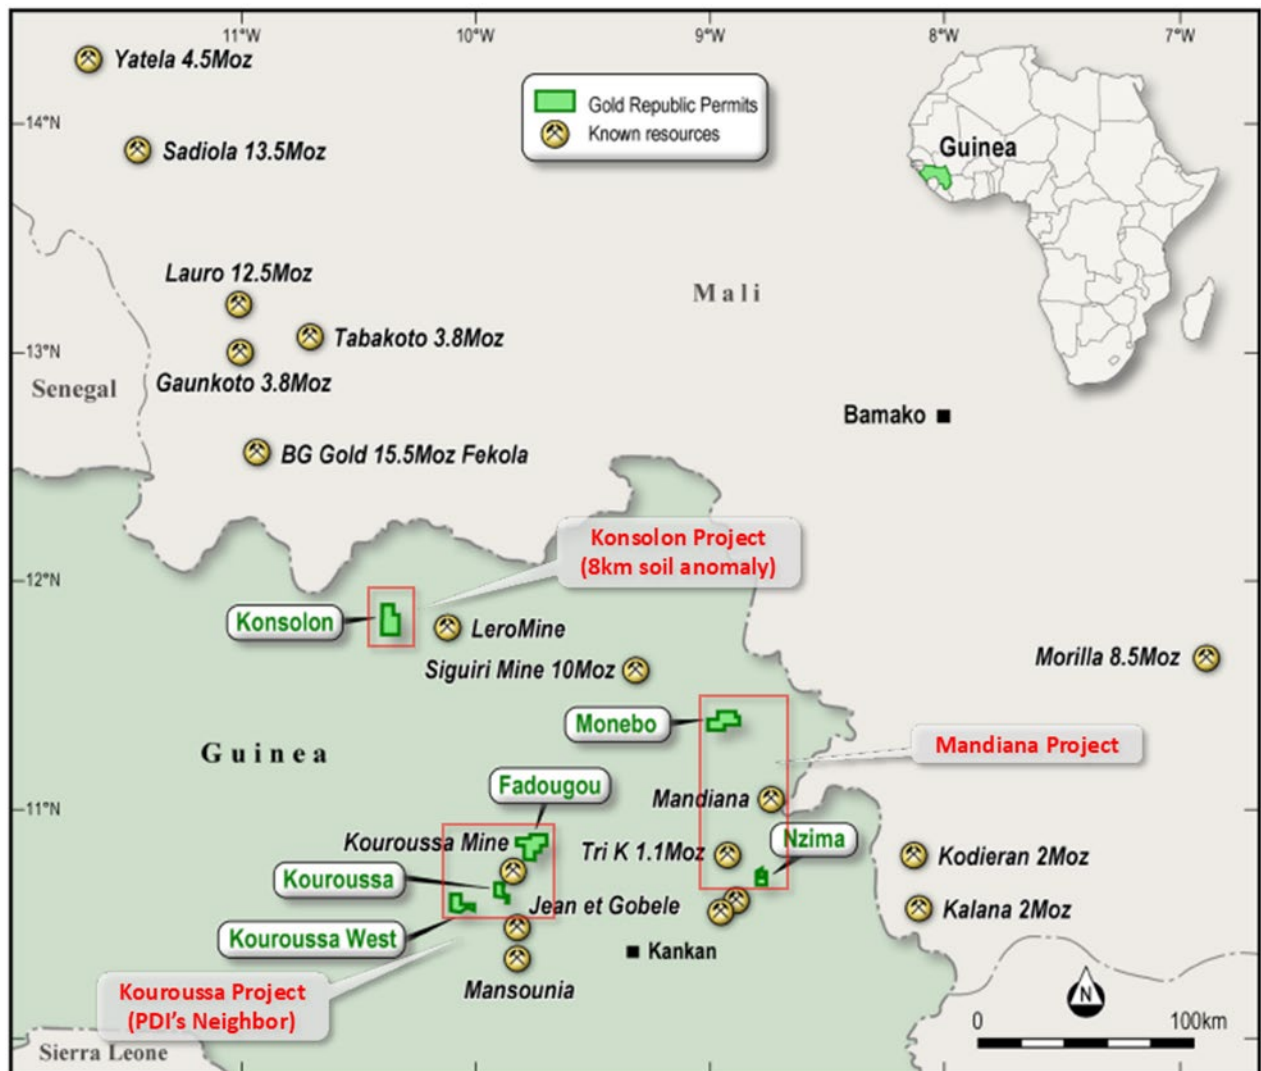 11°W
10°W
9°W
8°W
7°W
Yatela 4.5Moz
Gold Republic Permits
Known resources
14°N
Sadiola 13.5Moz
Guinea
Lauro 12.5Moz
Mali
Tabakoto 3.8Moz
13°N
Gaunkoto 3.8Moz
Senegal
Bamako
BG Gold 15.5Moz Fekola
Konsolon Project
(8km soil anomaly)
12°N
Konsolon
LeroMine
Siguiri Mine 10Moz
Morilla 8.5Moz
Monebo
Guinea
Mandiana Project
Fadougou
Mandiana
11°N
Kouroussa Mine
Tri K 1.1Moz
Nzima
Kodieran 2Moz
Kouroussa
Jean et Gobele
Kalana 2Moz
Kouroussa West
Kankan
Mansounia
Kouroussa Project
(PDI’s Neighbor)
N
0
100km
Sierra Leone